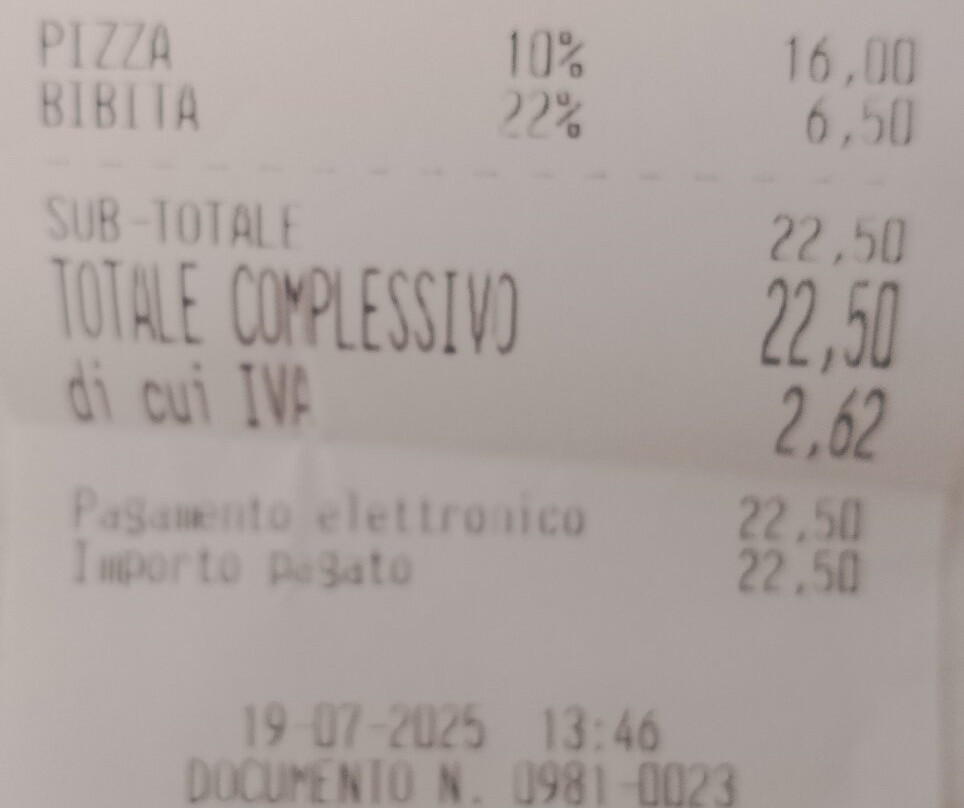 PIZZA 10% 16,00
BIBITA 22% 6,50
SUB-TOTALE 22,50
TOTALE COMPLESSIVO 22,50
di cui IVA 2,62
Pagamento elettronico 22,50
Importo pagato 22,50
19-07-2025 13:46
DOCUMENTO N. 0981-0023